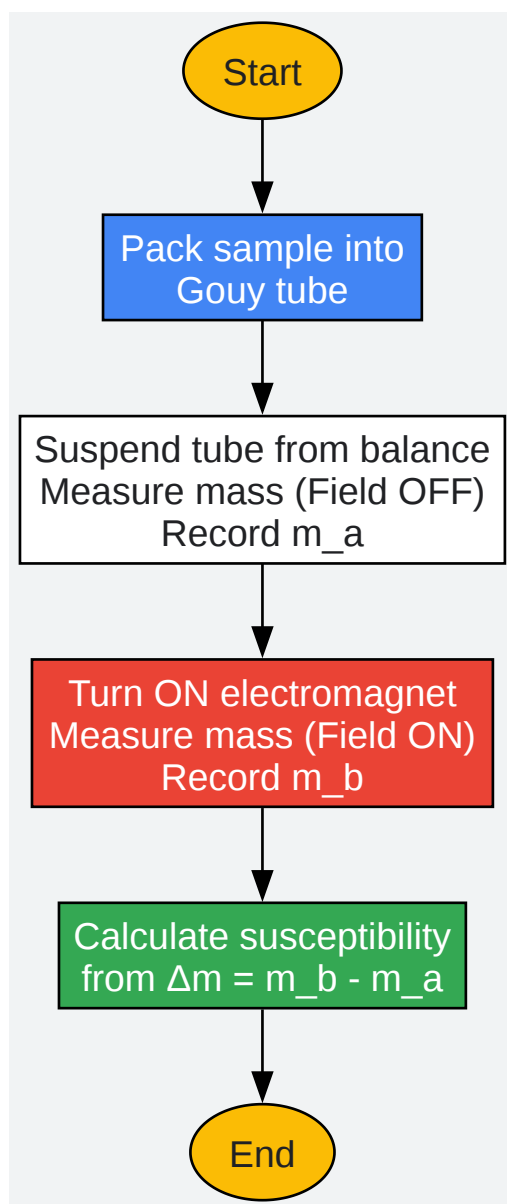 Start
Pack sample into
Gouy tube
Suspend tube from balance
Measure mass (Field OFF)
Record m_a
Turn ON electromagnet
Measure mass (Field ON)
Record m_b
Calculate susceptibility
from Δm = m_b - m_a
End